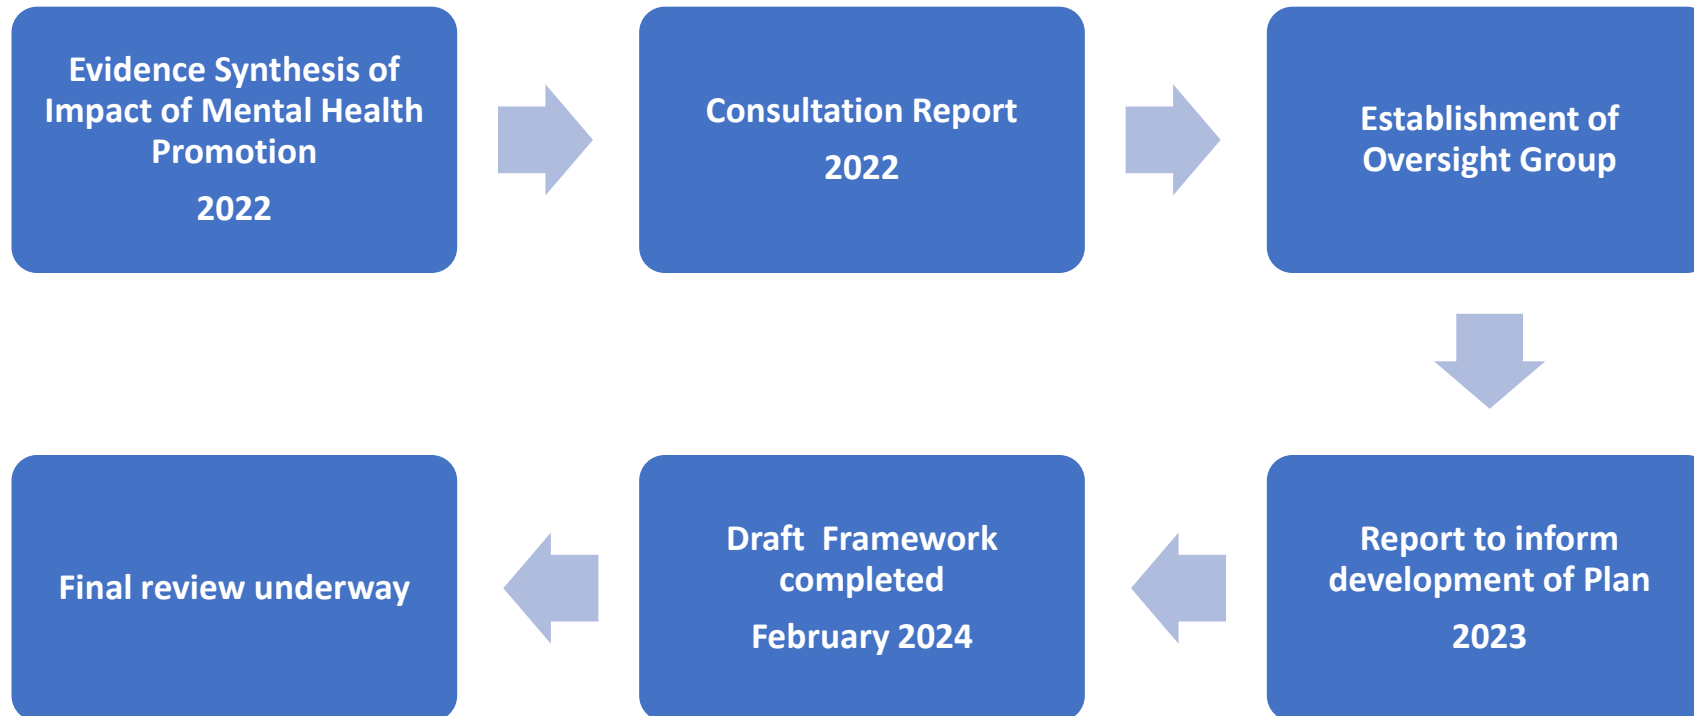 Evidence Synthesis of
Impact of Mental Health
Promotion
2022
Consultation Report
2022
Establishment of
Oversight Group
Report to inform
development of Plan
2023
Draft  Framework
completed
February 2024
Final review underway